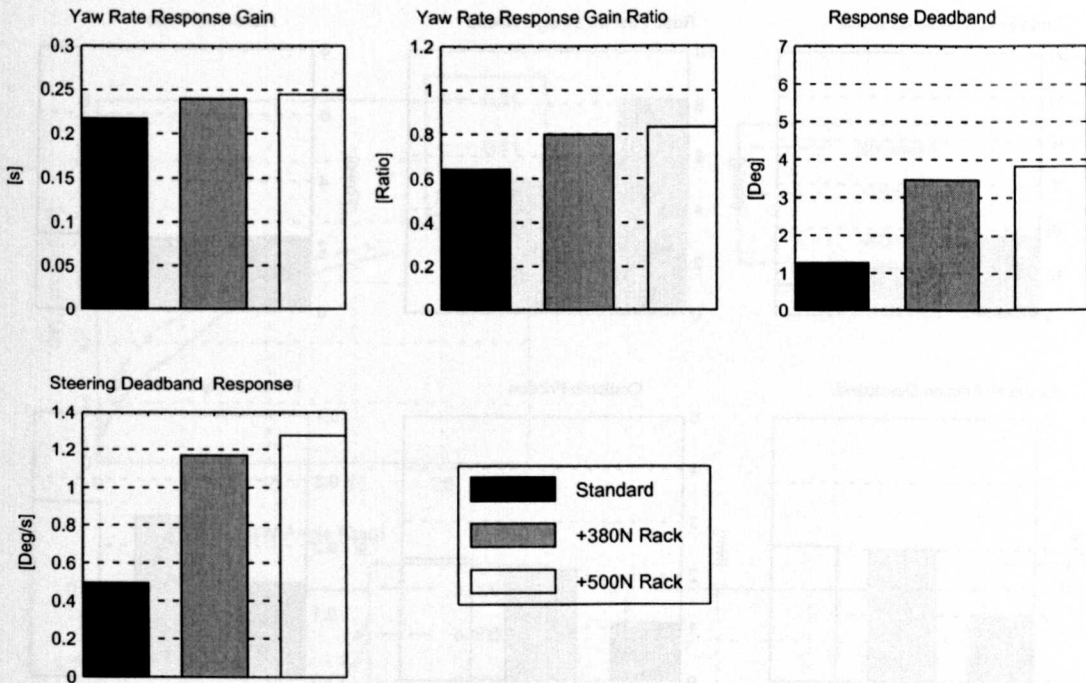 Yaw Rate Response Gain
0.3
0.25
0.2
0.15
0.1
0.05
0
[s]
Yaw Rate Response Gain Ratio
1.2
1
0.8
0.6
0.4
0.2
0
[Ratio]
Response Deadband
7
6
5
4
3
2
1
0
[Deg]
Steering Deadband Response
1.4
1.2
1
0.8
0.6
0.4
0.2
0
[Deg/s]
Standard
+380N Rack
+500N Rack